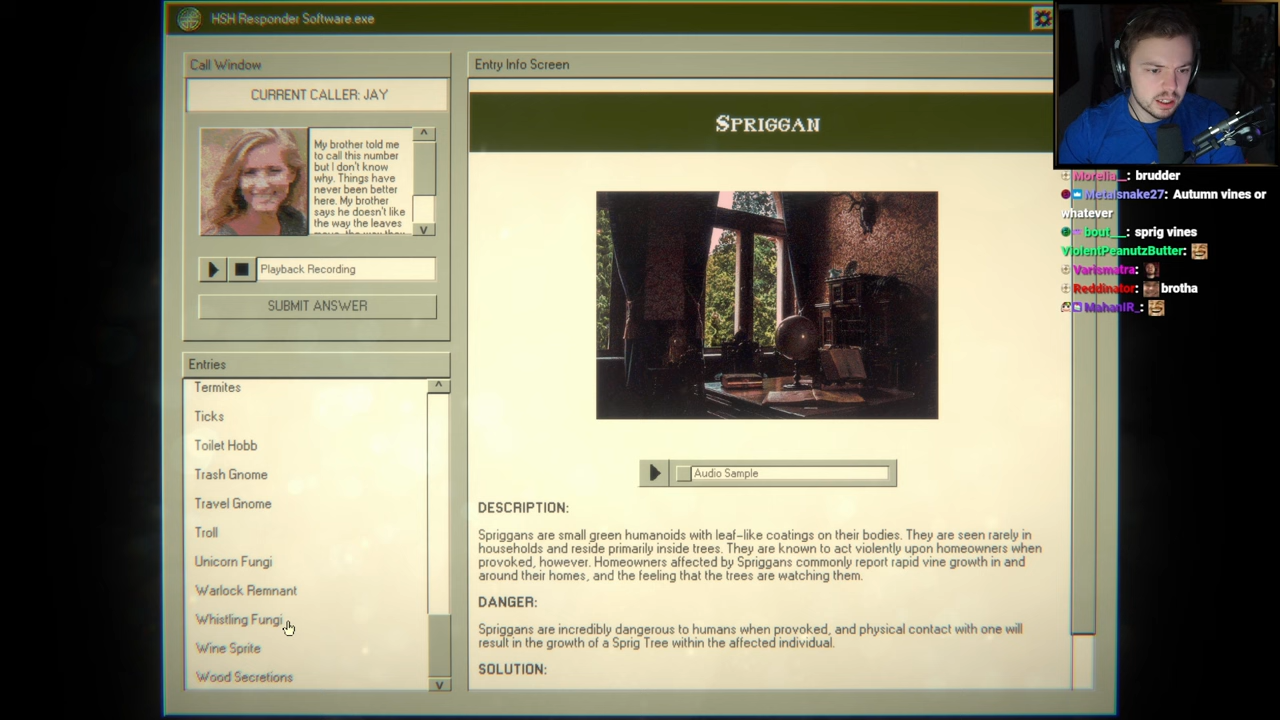 HSH Responder Software.exe
Call Window
CURRENT CALLER: JAY
My brother told me
to call this number
but I don't know
why. Things have
never been better
here. My brother
says he doesn't like
the way the leaves
Playback Recording
SUBMIT ANSWER
Entries
Termites
Ticks
Toilet Hobb
Trash Gnome
Travel Gnome
Troll
Unicorn Fungi
Warlock Remnant
Whistling Fungi
Wine Sprite
Wood Secretions
Entry Info Screen
SPRIGGAN
Audio Sample
DESCRIPTION:
Spriggans are small green humanoids with leaf-like coatings on their bodies. They are seen rarely in
households and reside primarily inside trees. They are known to act violently upon homeowners when
provoked, however. Homeowners affected by Spriggans commonly report rapid vine growth in and
around their homes, and the feeling that the trees are watching them.
DANGER:
Spriggans are incredibly dangerous to humans when provoked, and physical contact with one will
result in the growth of a Sprig Tree within the affected individual.
SOLUTION:
Morelia__: brudder
Metalsnake27: Autumn vines or
whatever
bout__: sprig vines
ViolentPeanutzButter:
Varismatra:
Reddinator: brotha
MahanIR_: